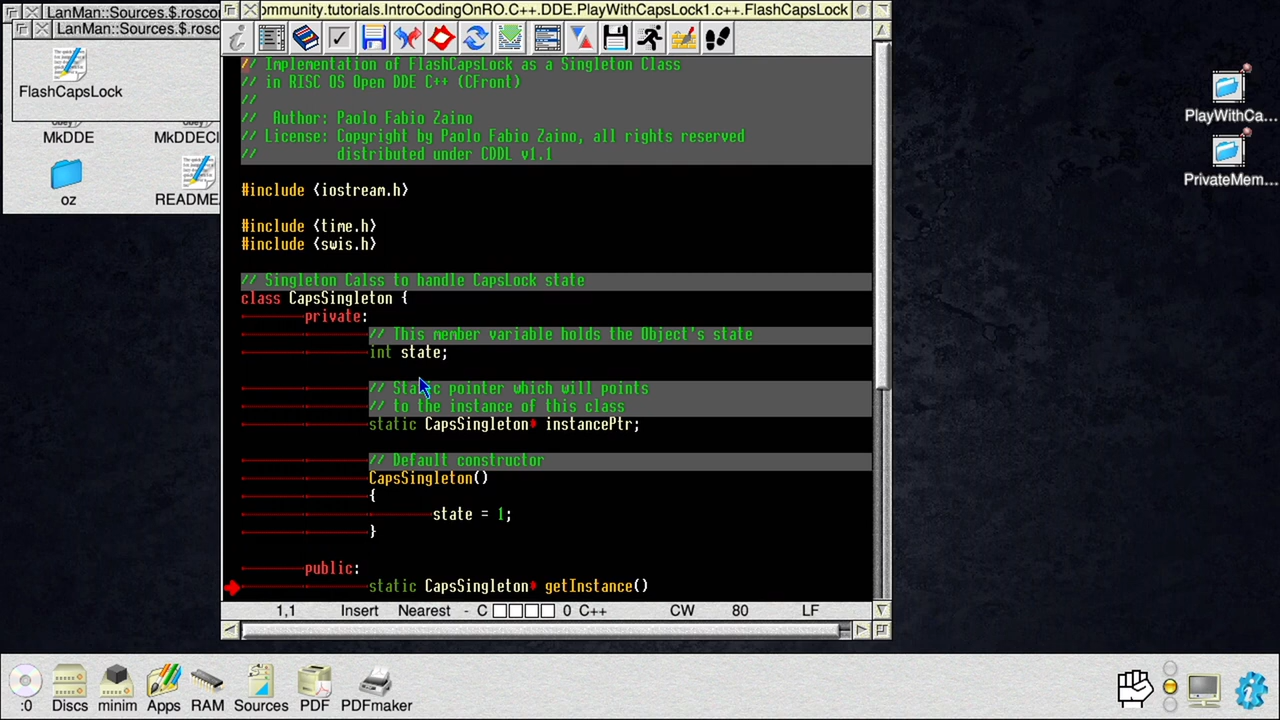 LanMan::Sources.$.rosco
LanMan::Sources.$.rosc
FlashCapsLock
MkDDE
MkDDECl
oz
README.
ommunity.tutorials.IntroCodingOnRO.C++.DDE.PlayWithCapsLock1.c++.FlashCapsLock
// Implementation of FlashCapsLock as a Singleton Class
// in RISC OS Open DDE C++ (CFront)
//
// Author: Paolo Fabio Zaino
// License: Copyright by Paolo Fabio Zaino, all rights reserved
// distributed under CDDL v1.1
#include <iostream.h>
#include <time.h>
#include <swis.h>
// Singleton Calss to handle CapsLock state
class CapsSingleton {
private:
// This member variable holds the Object's state
int state;
// Static pointer which will points
// to the instance of this class
static CapsSingleton* instancePtr;
// Default constructor
CapsSingleton()
{
state = 1;
}
public:
static CapsSingleton* getInstance()
1,1 Insert Nearest - C 0 C++ CW 80 LF
PlayWithCa...
PrivateMem...
:0 Discs minim Apps RAM Sources PDF PDFmaker